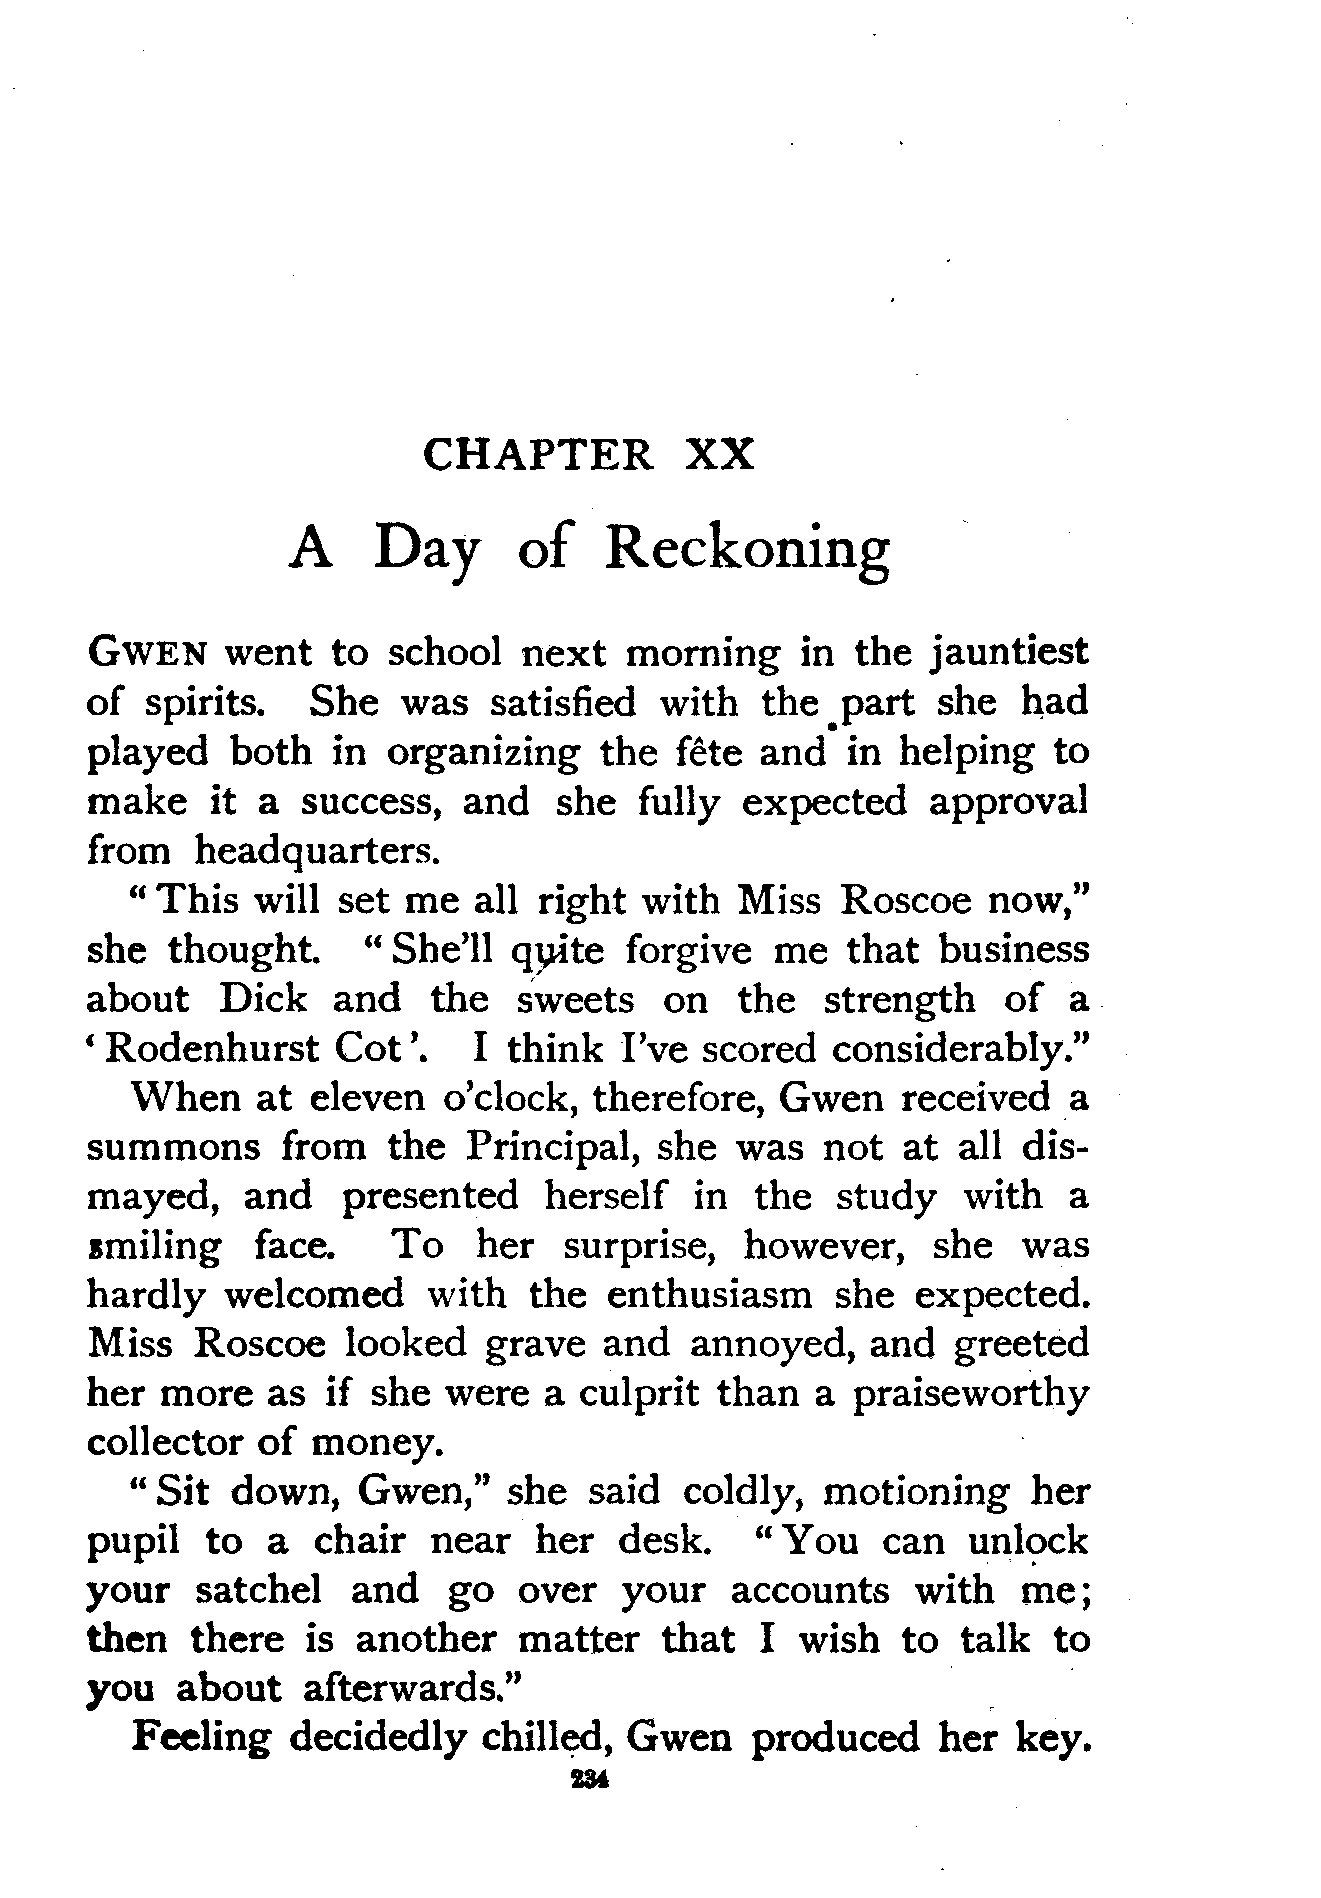 CHAPTER XX
A Day of Reckoning
GWEN went to school next morning in the jauntiest
of spirits. She was satisfied with the part she had
played both in organizing the fête and in helping to
make it a success, and she fully expected approval
from headquarters.
"This will set me all right with Miss Roscoe now,"
she thought. "She'll quite forgive me that business
about Dick and the sweets on the strength of a
'Rodenhurst Cot'. I think I've scored considerably."
When at eleven o'clock, therefore, Gwen received a
summons from the Principal, she was not at all dis-
mayed, and presented herself in the study with a
smiling face. To her surprise, however, she was
hardly welcomed with the enthusiasm she expected.
Miss Roscoe looked grave and annoyed, and greeted
her more as if she were a culprit than a praiseworthy
collector of money.
"Sit down, Gwen," she said coldly, motioning her
pupil to a chair near her desk. "You can unlock
your satchel and go over your accounts with me;
then there is another matter that I wish to talk to
you about afterwards."
Feeling decidedly chilled, Gwen produced her key.
234